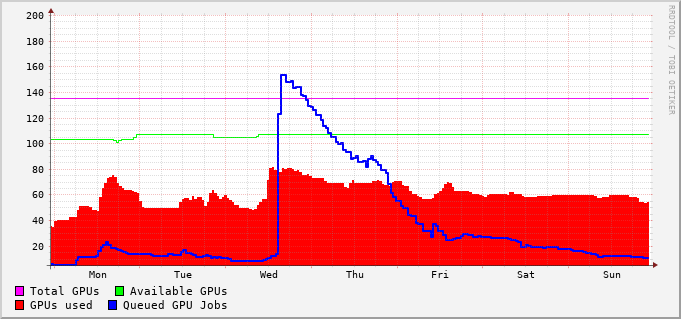 200
180
160
140
120
100
80
60
40
20
Mon Tue Wed Thu Fri Sat Sun
Total GPUs Available GPUs
GPUs used Queued GPU Jobs
RRDTOOL / TOBI OETIKER